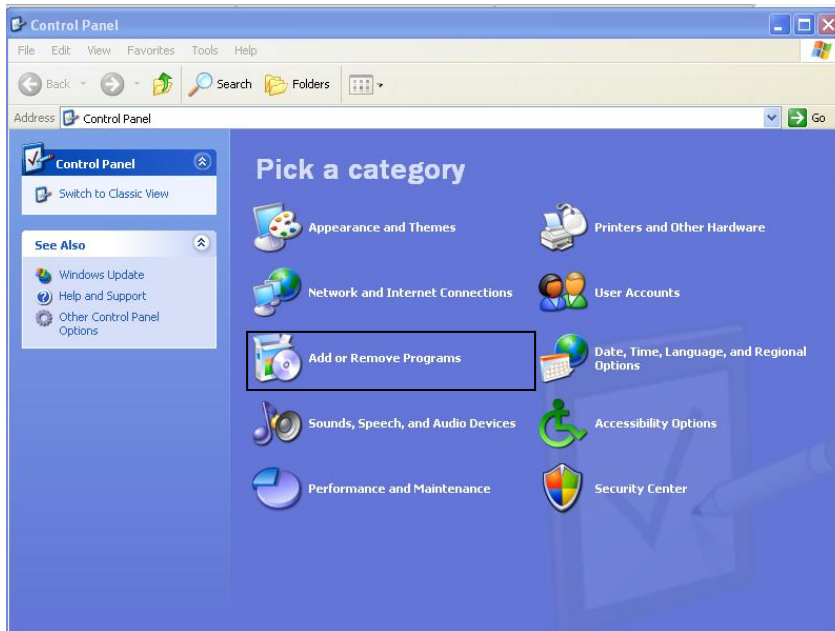 Control Panel
File Edit View Favorites Tools Help
Back Search Folders
Address Control Panel Go
Control Panel
Switch to Classic View
See Also
Windows Update
Help and Support
Other Control Panel
Options
Pick a category
Appearance and Themes
Printers and Other Hardware
Network and Internet Connections
User Accounts
Add or Remove Programs
Date, Time, Language, and Regional
Options
Sounds, Speech, and Audio Devices
Accessibility Options
Performance and Maintenance
Security Center